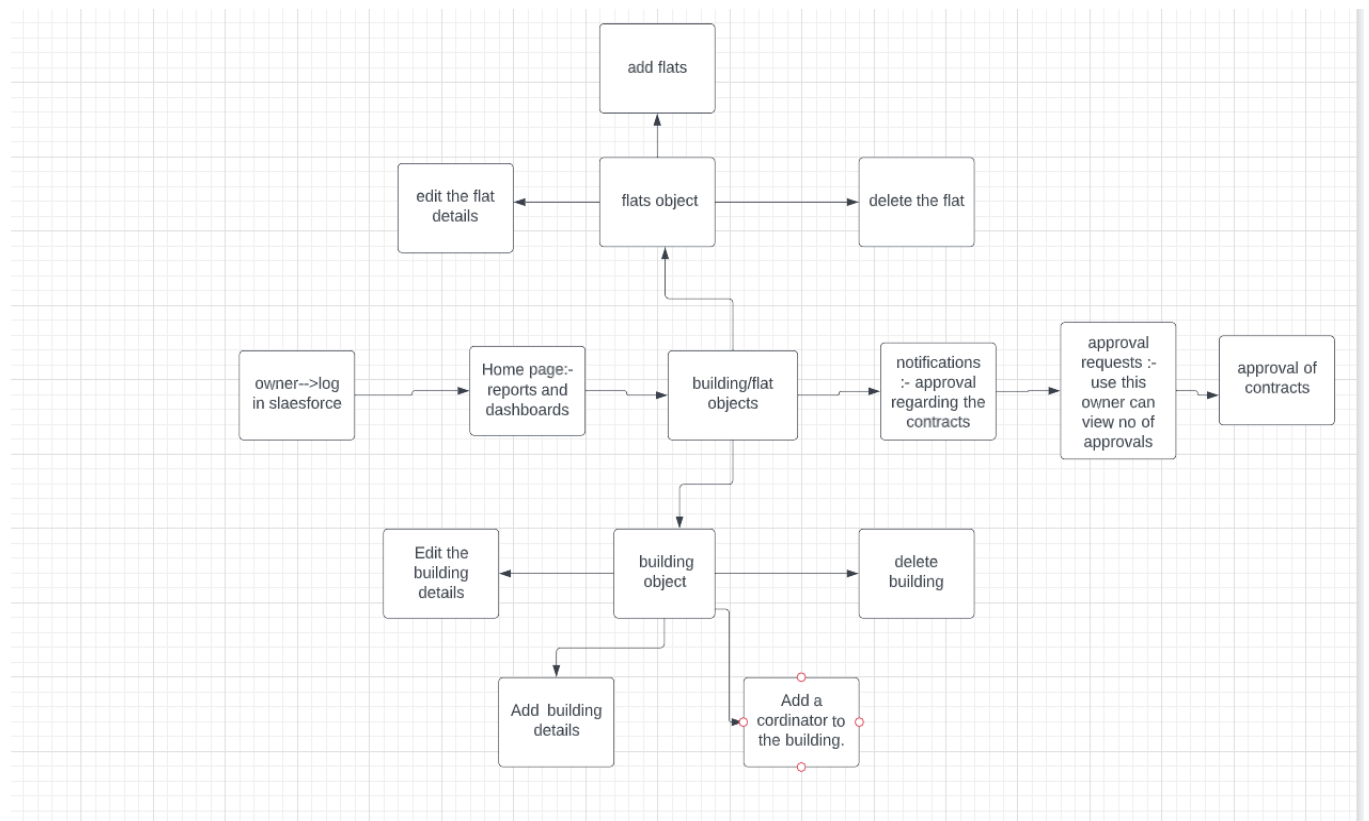 add flats
edit the flat
details
flats object
delete the flat
owner-->log
in slaesforce
Home page:-
reports and
dashboards
building/flat
objects
notifications
:- approval
regarding the
contracts
approval
requests :-
use this
owner can
view no of
approvals
approval of
contracts
Edit the
building
details
building
object
delete
building
Add  building
details
Add a
cordinator to
the building.